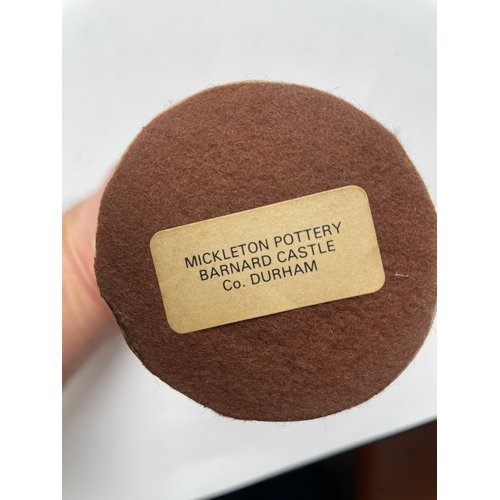 MICKLETON POTTERY
BARNARD CASTLE
Co. DURHAM